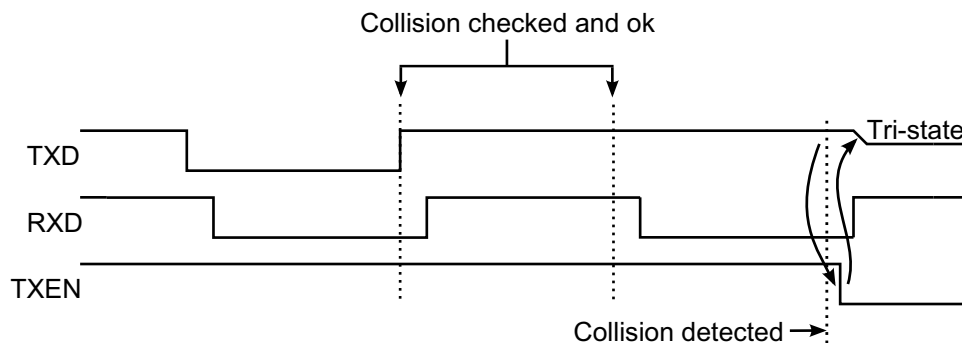 Collision checked and ok
TXD
Tri-state
RXD
TXEN
Collision detected